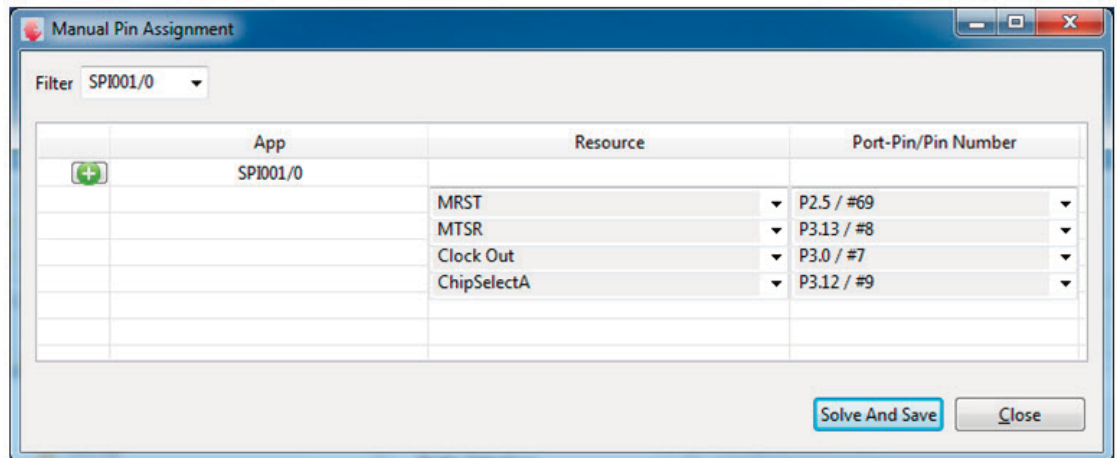 Manual Pin Assignment
Filter SPI001/0
App Resource Port-Pin/Pin Number
SPI001/0
MRST P2.5 / #69
MTSR P3.13 / #8
Clock Out P3.0 / #7
ChipSelectA P3.12 / #9
Solve And Save Close